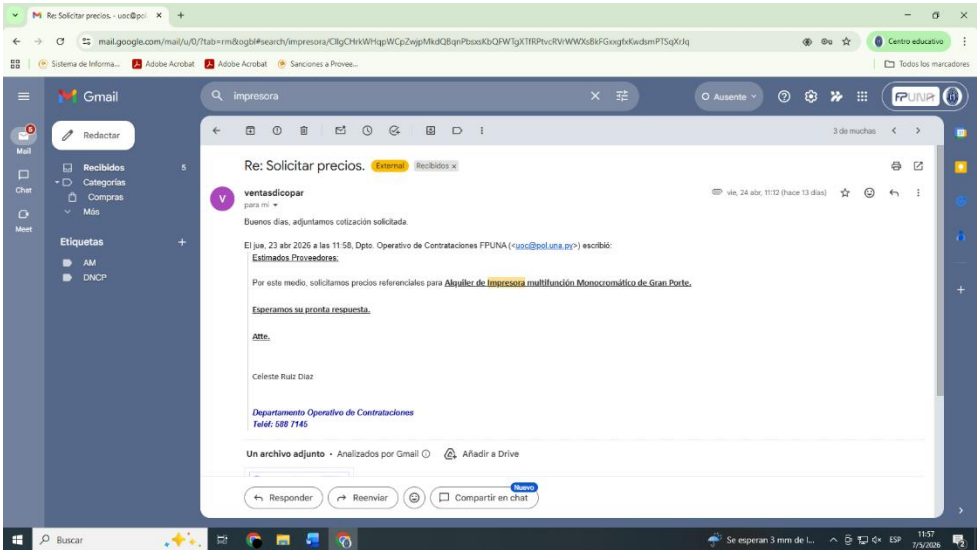 Re: Solicitar precios. - uoc@pol
mail.google.com/mail/u/0/?tab=rm&ogbl#search/impresora/
Centro educativo
Sistema de Informa...
Adobe Acrobat
Adobe Acrobat
Sanciones a Provee...
Todos los marcadores
Gmail
impresora
Ausente
FPUNA
6
Mail
Chat
Meet
Redactar
Recibidos 5
Categorías
Compras
Más
Etiquetas
AM
DNCP
3 de muchas
Re: Solicitar precios. External Recibidos x
V
ventasdicopar
vie, 24 abr, 11:12 (hace 13 días)
para mí
Buenos días, adjuntamos cotización solicitada.
El jue, 23 abr 2026 a las 11:58, Dpto. Operativo de Contrataciones FPUNA (<uoc@pol.una.py>) escribió:
Estimados Proveedores:
Por este medio, solicitamos precios referenciales para Alquiler de Impresora multifunción Monocromático de Gran Porte.
Esperamos su pronta respuesta.
Atte.
Celeste Ruiz Diaz
Departamento Operativo de Contrataciones
Teléf: 588 7145
Un archivo adjunto • Analizados por Gmail
Añadir a Drive
Responder
Reenviar
Compartir en chat
Nuevo
Buscar
Se esperan 3 mm de l...
ESP
11:57
7/5/2026
2